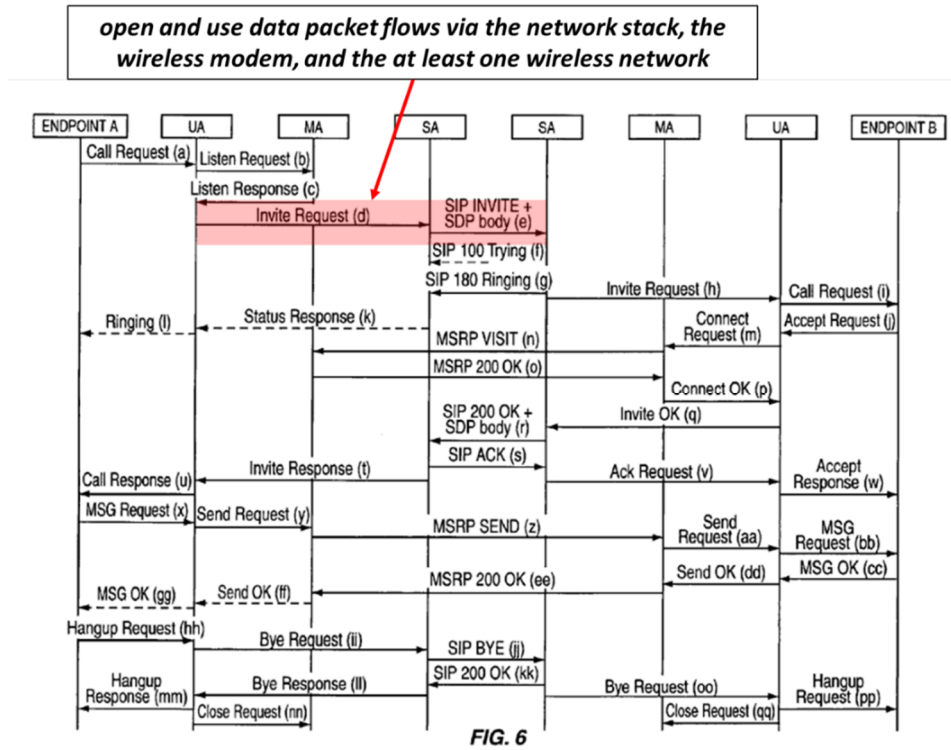 open and use data packet flows via the network stack, the
wireless modem, and the at least one wireless network
ENDPOINT A UA MA SA SA MA UA ENDPOINT B
Call Request (a)
Listen Request (b)
Listen Response (c)
Invite Request (d)
SIP INVITE +
SDP body (e)
SIP 100 Trying (f)
SIP 180 Ringing (g)
Invite Request (h)
Call Request (i)
Accept Request (j)
Status Response (k)
Ringing (l)
Connect
Request (m)
MSRP VISIT (n)
MSRP 200 OK (o)
Connect OK (p)
Invite OK (q)
SIP 200 OK +
SDP body (r)
SIP ACK (s)
Invite Response (t)
Call Response (u)
Ack Request (v)
Accept
Response (w)
MSG Request (x)
Send Request (y)
MSRP SEND (z)
Send
Request (aa)
MSG
Request (bb)
MSG OK (cc)
Send OK (dd)
MSRP 200 OK (ee)
Send OK (ff)
MSG OK (gg)
Hangup Request (hh)
Bye Request (ii)
SIP BYE (jj)
SIP 200 OK (kk)
Bye Response (ll)
Hangup
Response (mm)
Close Request (nn)
Bye Request (oo)
Hangup
Request (pp)
Close Request (qq)
FIG. 6